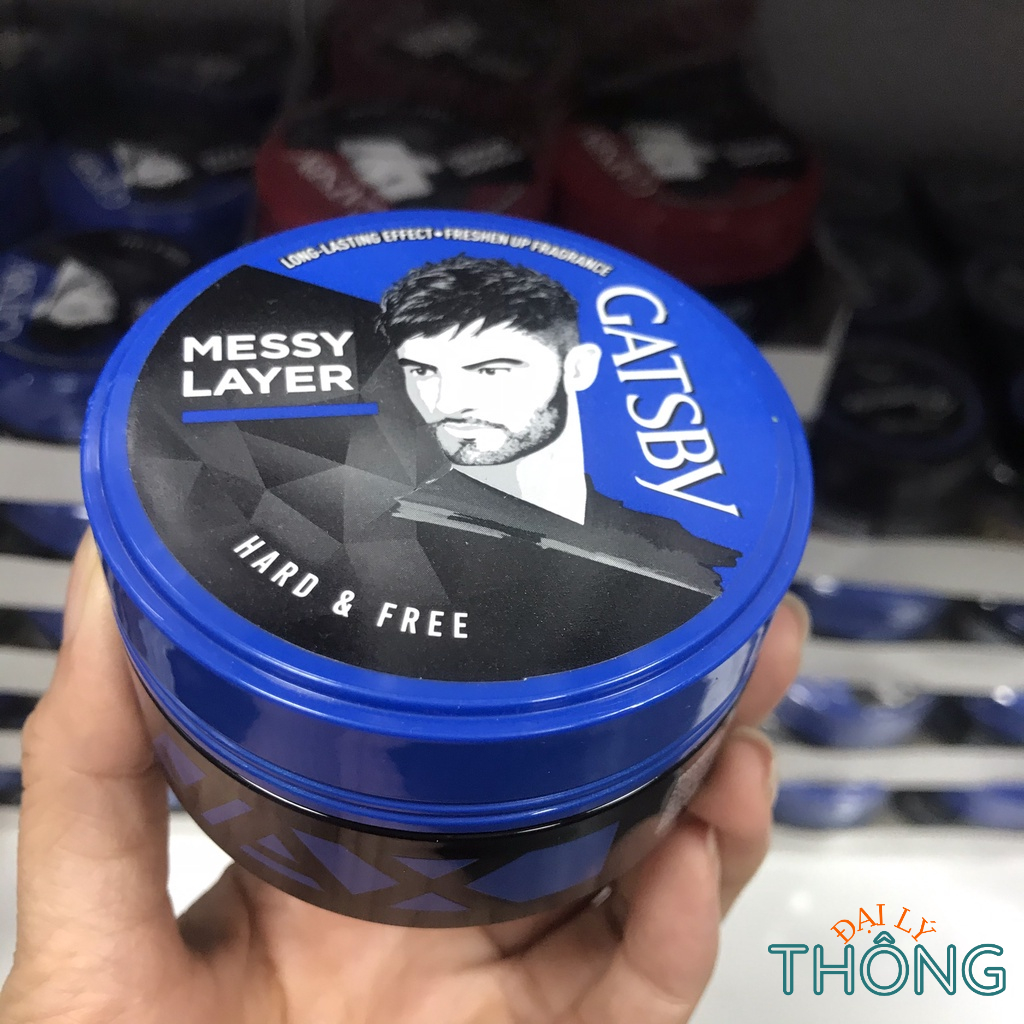 LONG-LASTING EFFECT • FRESHEN UP FRAGRANCE
MESSY
LAYER
GATSBY
HARD & FREE
ĐẠI LÝ
THÔNG